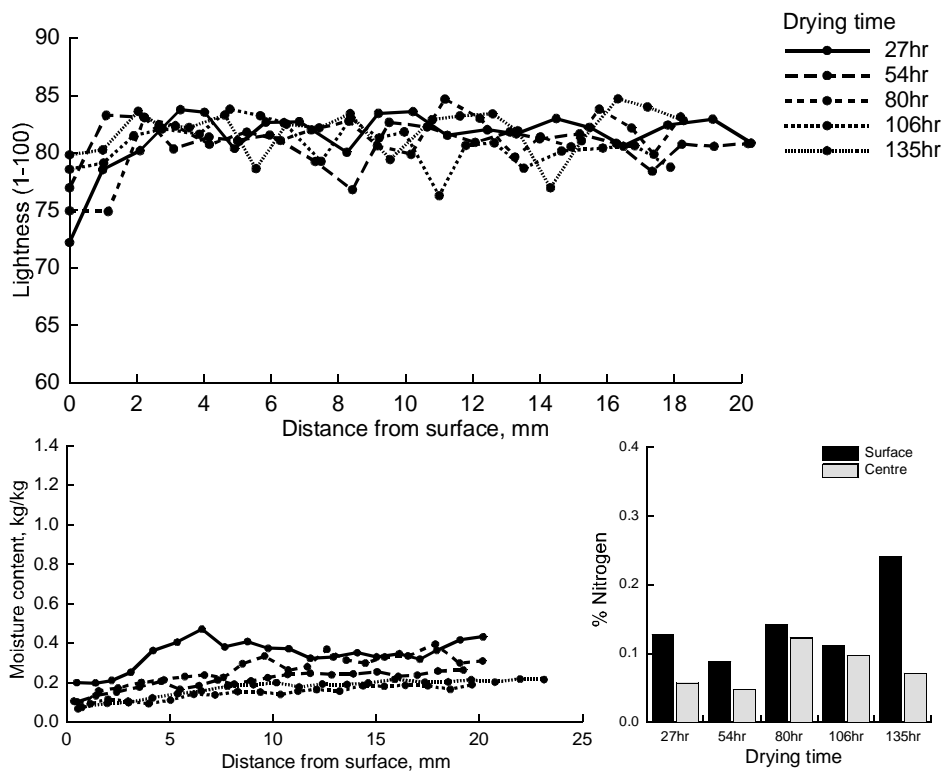 Drying time
27hr
54hr
80hr
106hr
135hr
Lightness (1-100)
90
85
80
75
70
65
60
0 2 4 6 8 10 12 14 16 18 20
Distance from surface, mm
Moisture content, kg/kg
1.4
1.2
1.0
0.8
0.6
0.4
0.2
0.0
0 5 10 15 20 25
Distance from surface, mm
% Nitrogen
0.4
0.3
0.2
0.1
0.0
Surface
Centre
27hr 54hr 80hr 106hr 135hr
Drying time